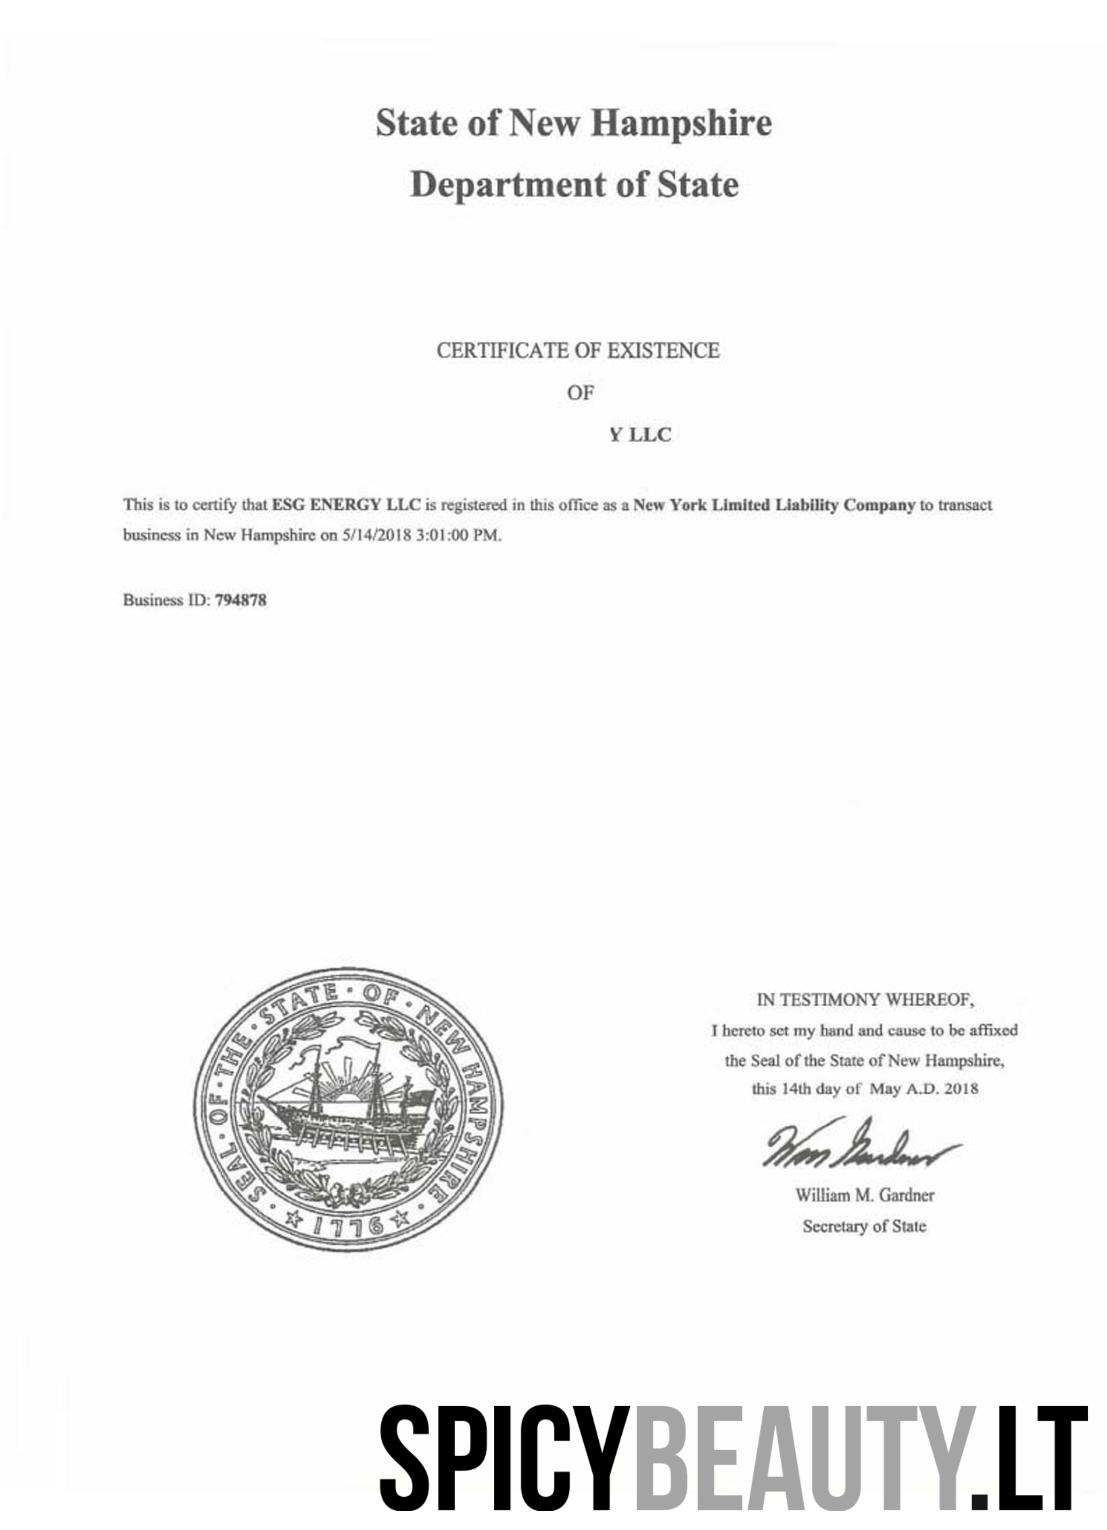 State of New Hampshire
Department of State
CERTIFICATE OF EXISTENCE
OF
Y LLC
This is to certify that ESG ENERGY LLC is registered in this office as a New York Limited Liability Company to transact
business in New Hampshire on 5/14/2018 3:01:00 PM.
Business ID: 794878
SEAL · OF · THE · STATE · OF · NEW HAMPSHIRE ·
1776
IN TESTIMONY WHEREOF,
I hereto set my hand and cause to be affixed
the Seal of the State of New Hampshire,
this 14th day of May A.D. 2018
Wm Gardner
William M. Gardner
Secretary of State
SPICYBEAUTY.LT